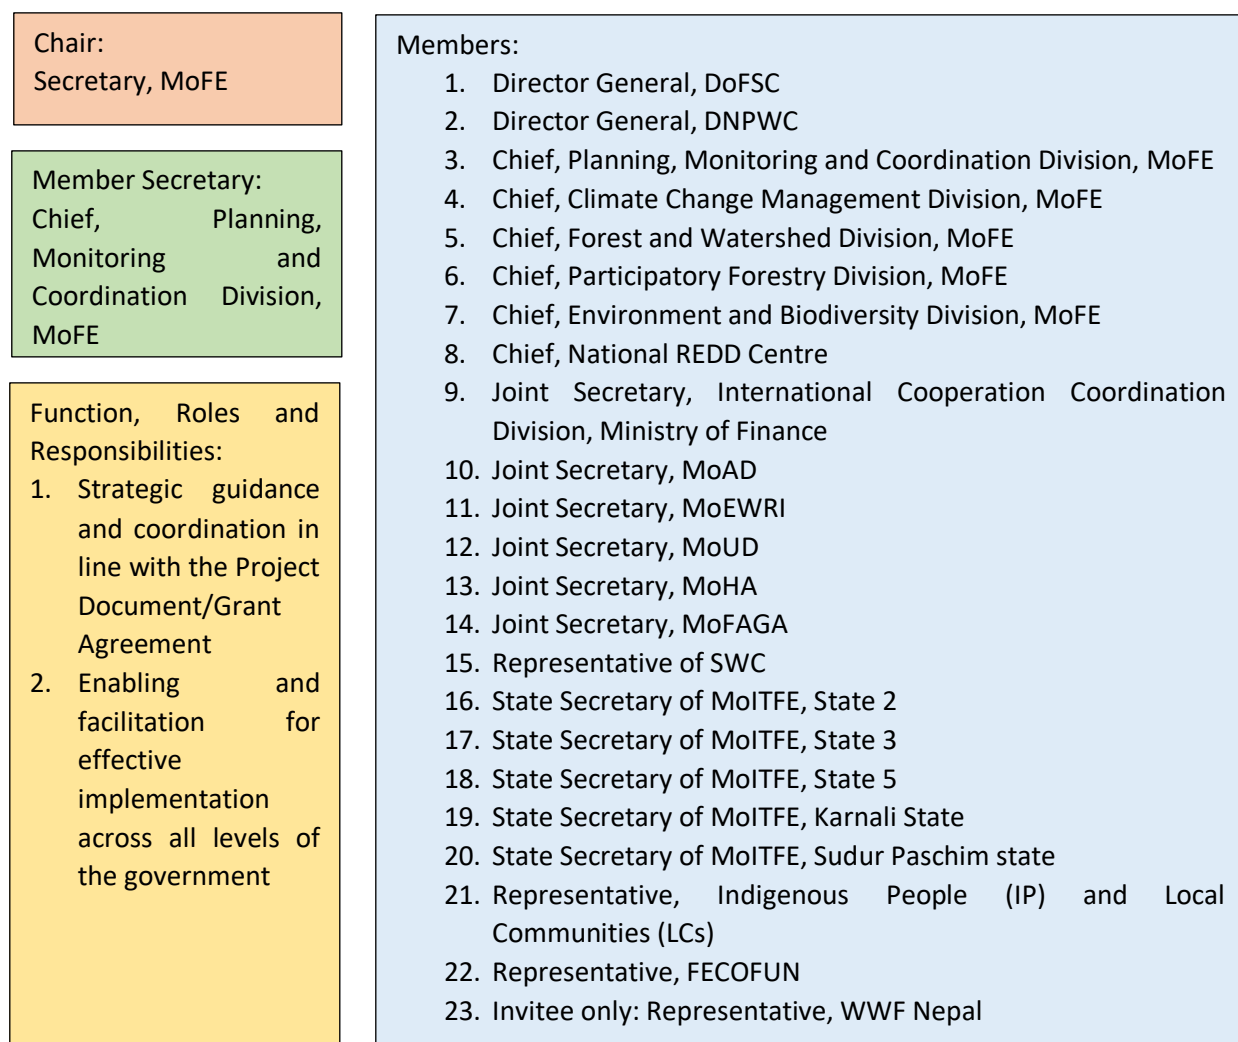 Chair:
Secretary, MoFE
Member Secretary:
Chief, Planning,
Monitoring and
Coordination Division,
MoFE
Function, Roles and
Responsibilities:
1. Strategic guidance
and coordination in
line with the Project
Document/Grant
Agreement
2. Enabling and
facilitation for
effective
implementation
across all levels of
the government
Members:
1. Director General, DoFSC
2. Director General, DNPWC
3. Chief, Planning, Monitoring and Coordination Division, MoFE
4. Chief, Climate Change Management Division, MoFE
5. Chief, Forest and Watershed Division, MoFE
6. Chief, Participatory Forestry Division, MoFE
7. Chief, Environment and Biodiversity Division, MoFE
8. Chief, National REDD Centre
9. Joint Secretary, International Cooperation Coordination
Division, Ministry of Finance
10. Joint Secretary, MoAD
11. Joint Secretary, MoEWRI
12. Joint Secretary, MoUD
13. Joint Secretary, MoHA
14. Joint Secretary, MoFAGA
15. Representative of SWC
16. State Secretary of MoITFE, State 2
17. State Secretary of MoITFE, State 3
18. State Secretary of MoITFE, State 5
19. State Secretary of MoITFE, Karnali State
20. State Secretary of MoITFE, Sudur Paschim state
21. Representative, Indigenous People (IP) and Local
Communities (LCs)
22. Representative, FECOFUN
23. Invitee only: Representative, WWF Nepal